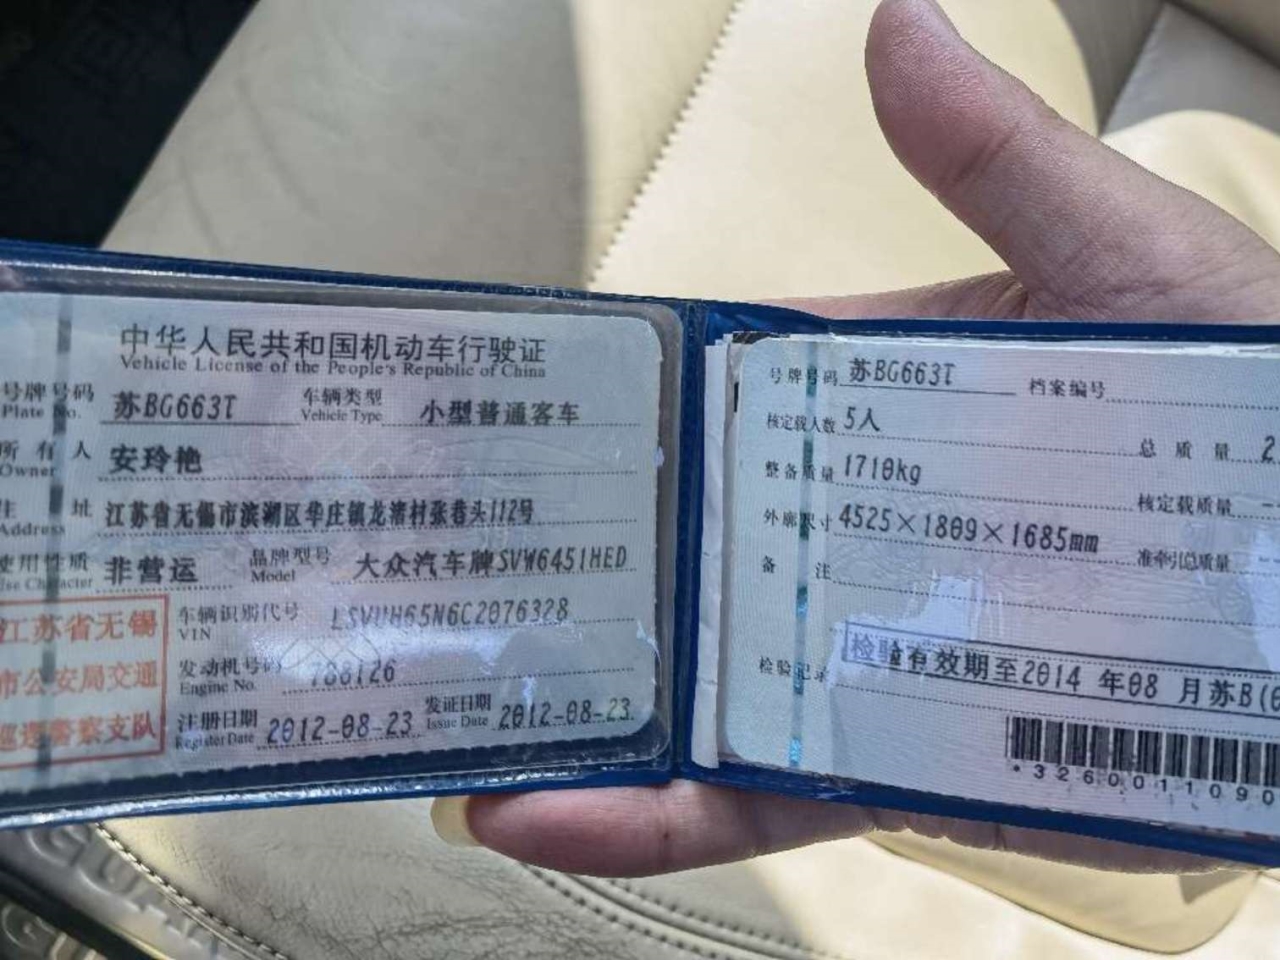 中华人民共和国机动车行驶证
Vehicle License of the People's Republic of China
号牌号码 苏BG663T 车辆类型 小型普通客车
Plate No. Vehicle Type
所有人 安玲艳
Owner
住址 江苏省无锡市滨湖区华庄镇龙渚村张巷头112号
Address
使用性质 非营运 品牌型号 大众汽车牌SVW6451HED
Use Character Model
江苏省无锡
市公安局交通
巡逻警察支队
车辆识别代号 LSVUH65N6C2076328
VIN
发动机号码 788126
Engine No.
注册日期 2012-08-23 发证日期 2012-08-23
Register Date Issue Date
号牌号码 苏BG663T 档案编号
核定载人数 5人 总质量 2
整备质量 1710kg 核定载质量 --
外廓尺寸 4525×1809×1685mm 准牵引总质量 --
备注
检验记录 检验有效期至2014年08月苏B(
*3260011090